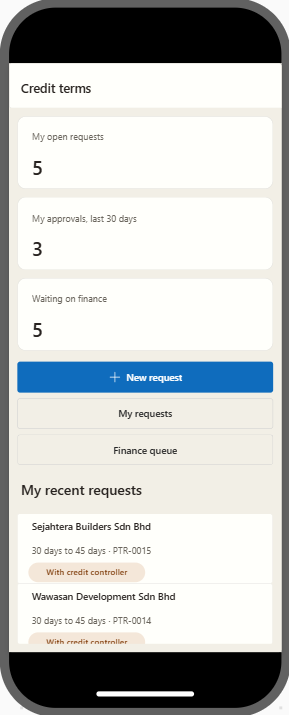 Credit terms
My open requests
5
My approvals, last 30 days
3
Waiting on finance
5
New request
My requests
Finance queue
My recent requests
Sejahtera Builders Sdn Bhd
30 days to 45 days · PTR-0015
With credit controller
Wawasan Development Sdn Bhd
30 days to 45 days · PTR-0014
With credit controller